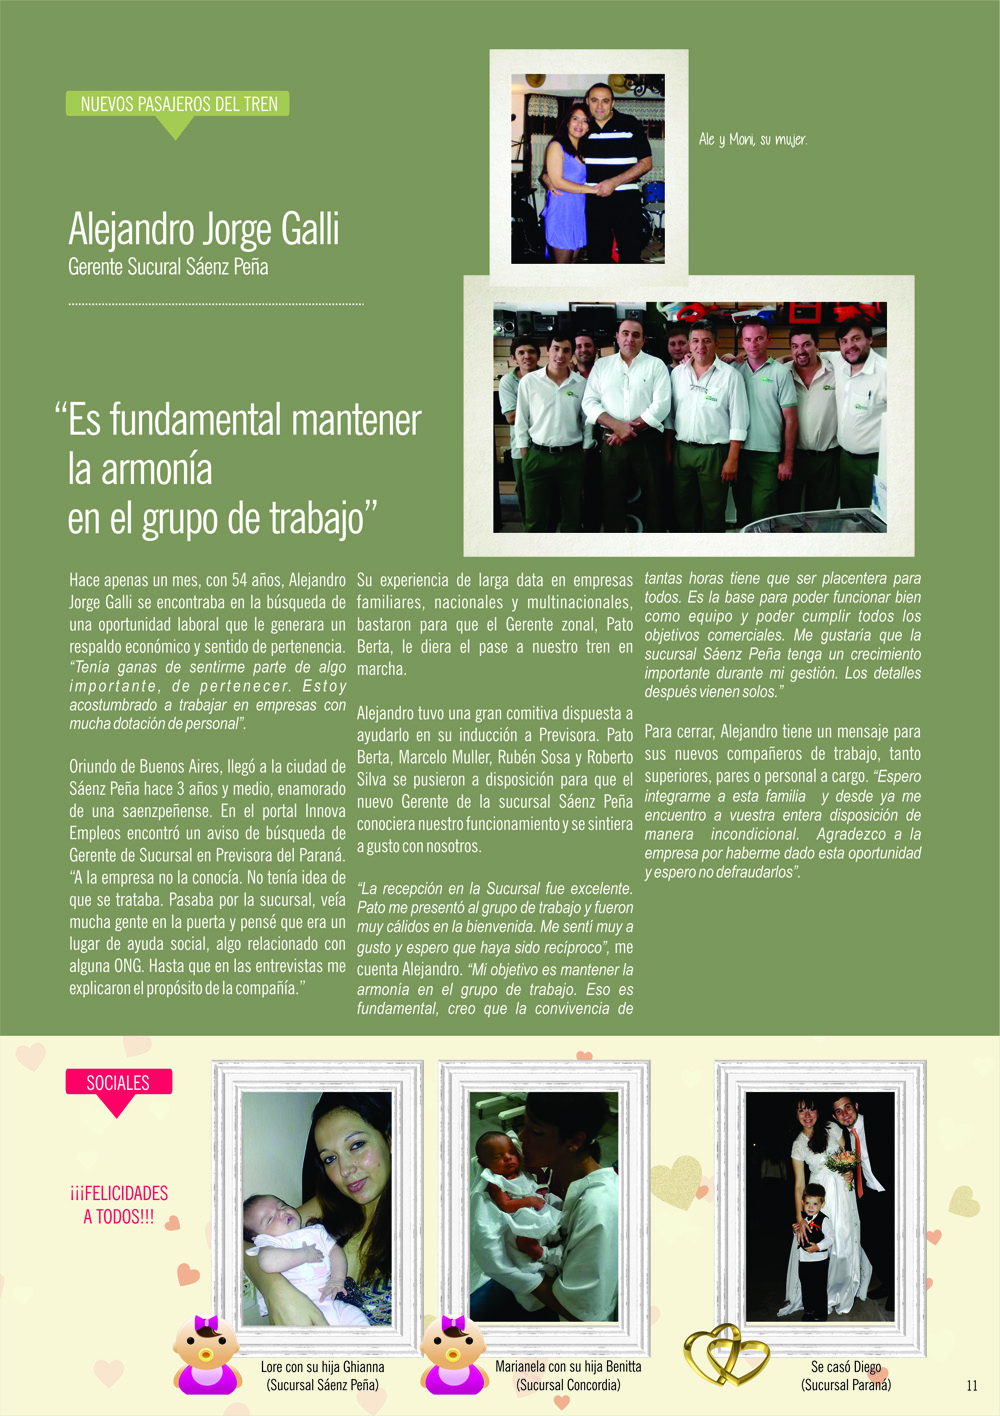 NUEVOS PASAJEROS DEL TREN
Ale y Moni, su mujer.
Alejandro Jorge Galli
Gerente Sucural Sáenz Peña
“Es fundamental mantener
la armonía
en el grupo de trabajo”
Hace apenas un mes, con 54 años, Alejandro
Jorge Galli se encontraba en la búsqueda de
una oportunidad laboral que le generara un
respaldo económico y sentido de pertenencia.
“Tenía ganas de sentirme parte de algo
importante, de pertenecer. Estoy
acostumbrado a trabajar en empresas con
mucha dotación de personal”.
Oriundo de Buenos Aires, llegó a la ciudad de
Sáenz Peña hace 3 años y medio, enamorado
de una saenzpeñense. En el portal Innova
Empleos encontró un aviso de búsqueda de
Gerente de Sucursal en Previsora del Paraná.
“A la empresa no la conocía. No tenía idea de
que se trataba. Pasaba por la sucursal, veía
mucha gente en la puerta y pensé que era un
lugar de ayuda social, algo relacionado con
alguna ONG. Hasta que en las entrevistas me
explicaron el propósito de la compañía.”
Su experiencia de larga data en empresas
familiares, nacionales y multinacionales,
bastaron para que el Gerente zonal, Pato
Berta, le diera el pase a nuestro tren en
marcha.
Alejandro tuvo una gran comitiva dispuesta a
ayudarlo en su inducción a Previsora. Pato
Berta, Marcelo Muller, Rubén Sosa y Roberto
Silva se pusieron a disposición para que el
nuevo Gerente de la sucursal Sáenz Peña
conociera nuestro funcionamiento y se sintiera
a gusto con nosotros.
“La recepción en la Sucursal fue excelente.
Pato me presentó al grupo de trabajo y fueron
muy cálidos en la bienvenida. Me sentí muy a
gusto y espero que haya sido recíproco”, me
cuenta Alejandro. “Mi objetivo es mantener la
armonía en el grupo de trabajo. Eso es
fundamental, creo que la convivencia de
tantas horas tiene que ser placentera para
todos. Es la base para poder funcionar bien
como equipo y poder cumplir todos los
objetivos comerciales. Me gustaría que la
sucursal Sáenz Peña tenga un crecimiento
importante durante mi gestión. Los detalles
después vienen solos.”
Para cerrar, Alejandro tiene un mensaje para
sus nuevos compañeros de trabajo, tanto
superiores, pares o personal a cargo. “Espero
integrarme a esta familia y desde ya me
encuentro a vuestra entera disposición de
manera incondicional. Agradezco a la
empresa por haberme dado esta oportunidad
y espero no defraudarlos”.
SOCIALES
¡¡¡FELICIDADES
A TODOS!!!
Lore con su hija Ghianna
(Sucursal Sáenz Peña)
Marianela con su hija Benitta
(Sucursal Concordia)
Se casó Diego
(Sucursal Paraná)
11